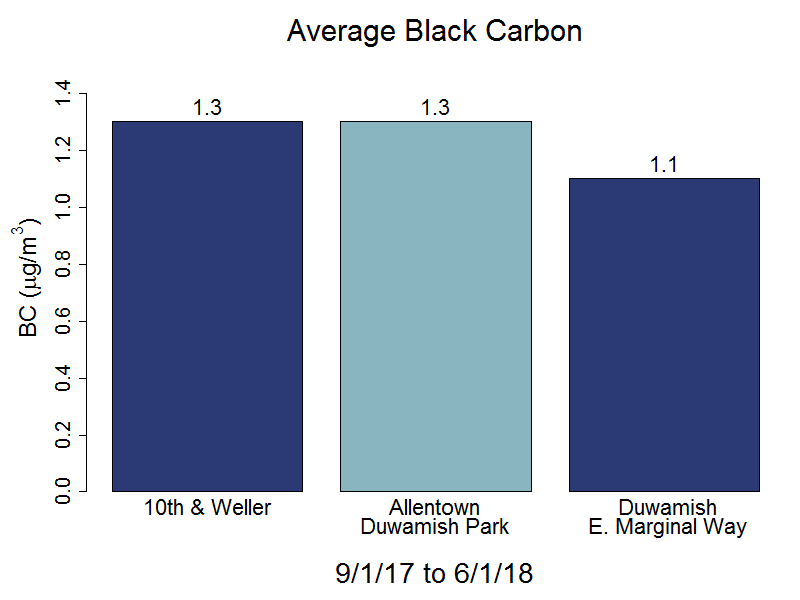 Average Black Carbon
BC (μg/m³)
1.4
1.2
1.0
0.8
0.6
0.4
0.2
0.0
1.3
1.3
1.1
10th & Weller
Allentown
Duwamish Park
Duwamish
E. Marginal Way
9/1/17 to 6/1/18